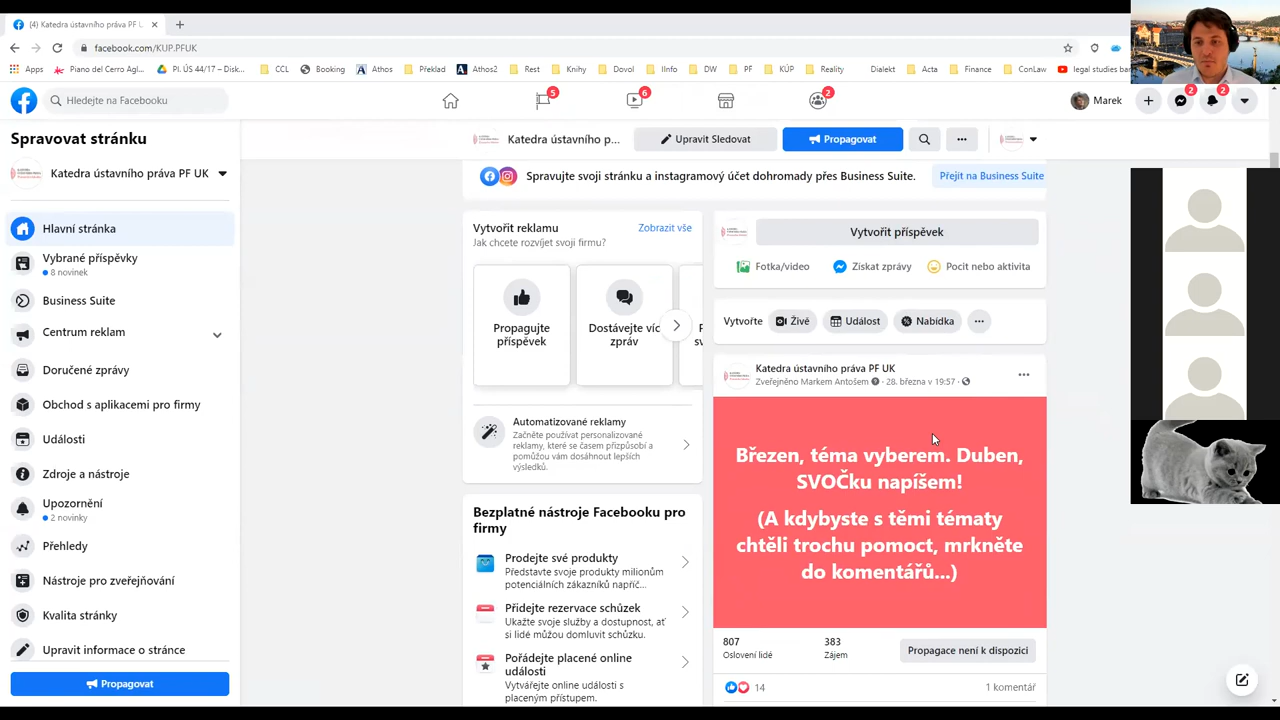 (4) Katedra ústavního práva PF U
facebook.com/KUP.PFUK
Apps
Piano del Cerro Agl...
Pl. ÚS 44/17 – Disk...
CCL
Booking
Athos
Překlad
Athos
Rest
Knihy
Dovol
IInfo
DW
PF
KÚP
Reality
Dialekt
Acta
Finance
ConLaw
legal studies ba
Hledejte na Facebooku
5
6
2
Marek
2
2
Spravovat stránku
Katedra ústavního práva PF UK
Hlavní stránka
Vybrané příspěvky
8 novinek
Business Suite
Centrum reklam
Doručené zprávy
Obchod s aplikacemi pro firmy
Události
Zdroje a nástroje
Upozornění
2 novinky
Přehledy
Nástroje pro zveřejňování
Kvalita stránky
Upravit informace o stránce
Propagovat
Katedra ústavního p...
Upravit Sledovat
Propagovat
Spravujte svoji stránku a instagramový účet dohromady přes Business Suite.
Přejít na Business Suite
Vytvořit reklamu
Zobrazit vše
Jak chcete rozvíjet svoji firmu?
Propagujte
příspěvek
Dostávejte víc
zpráv
Automatizované reklamy
Začněte používat personalizované
reklamy, které se časem přizpůsobí a
pomůžou vám dosáhnout lepších
výsledků.
Bezplatné nástroje Facebooku pro
firmy
Prodejte své produkty
Představte svoje produkty milionům
potenciálních zákazníků napříč...
Přidejte rezervace schůzek
Ukažte svoje služby a dostupnost, ať
si lidé můžou domluvit schůzku.
Pořádejte placené online
události
Vytvářejte online události s
placeným přístupem.
Vytvořit příspěvek
Fotka/video
Získat zprávy
Pocit nebo aktivita
Vytvořte
Živě
Událost
Nabídka
Katedra ústavního práva PF UK
Zveřejněno Markem Antošem · 28. března v 19:57 ·
Březen, téma vyberem. Duben,
SVOČku napíšem!
(A kdybyste s těmi tématy
chtěli trochu pomoct, mrkněte
do komentářů...)
807
Oslovení lidé
383
Zájem
Propagace není k dispozici
14
1 komentář